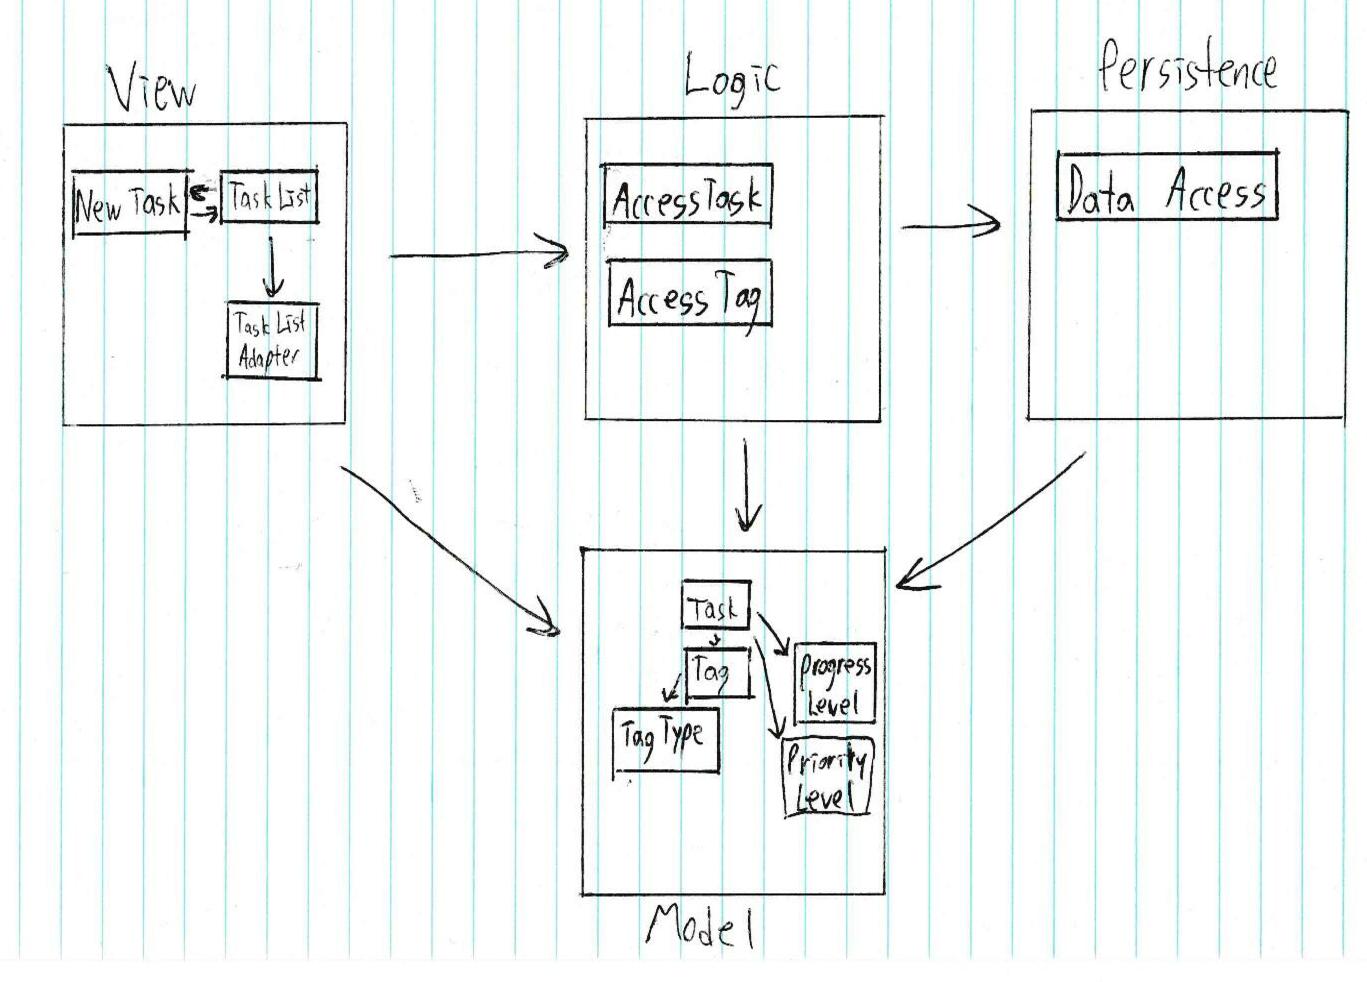 View
New Task
Task List
Task List
Adapter
Logic
AccessTask
Access Tag
Persistence
Data Access
Task
Tag
Tag Type
Progress
Level
Priority
Level
Model